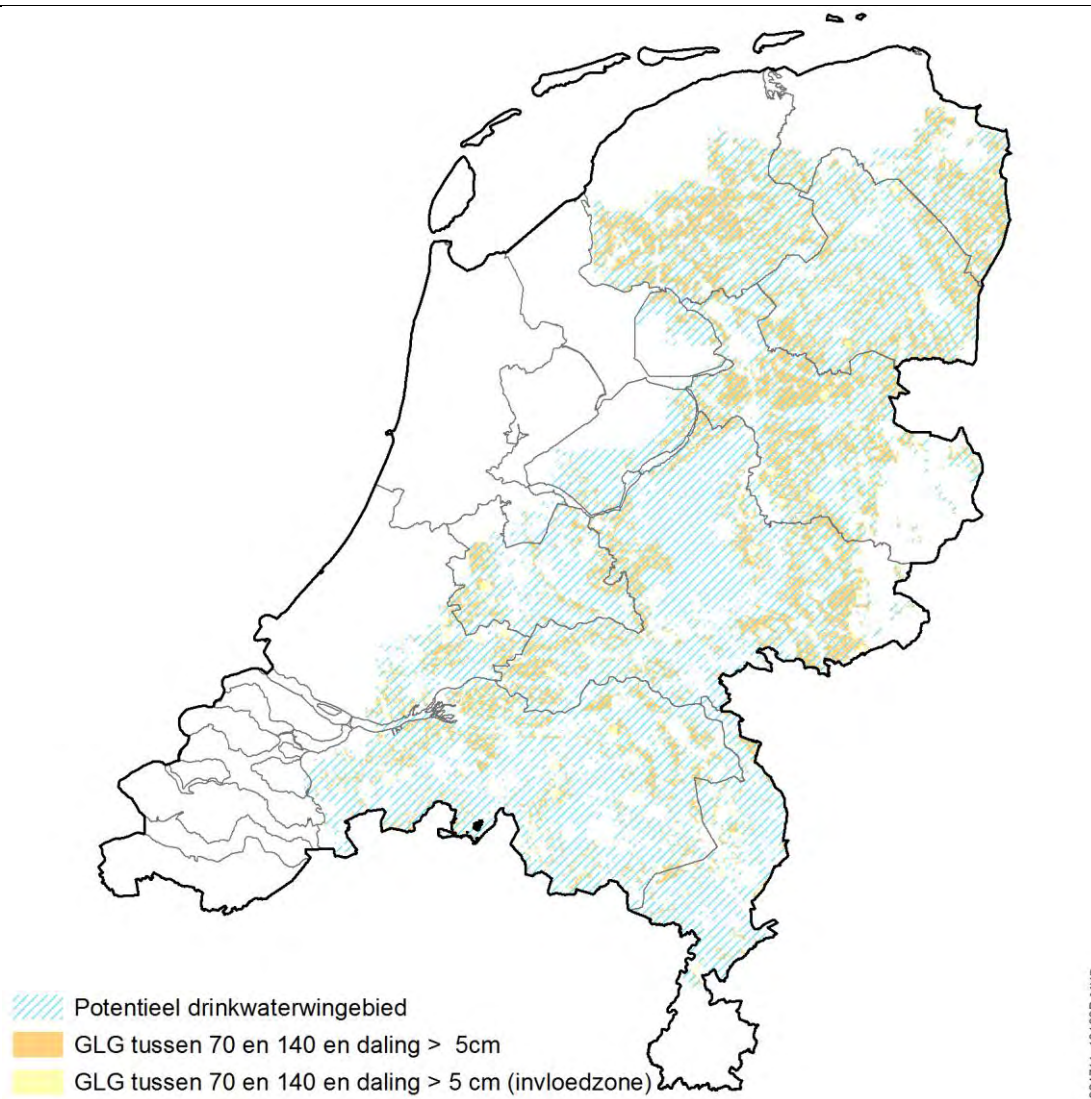 Potentieel drinkwaterwingebied
GLG tussen 70 en 140 en daling > 5cm
GLG tussen 70 en 140 en daling > 5 cm (invloedzone)